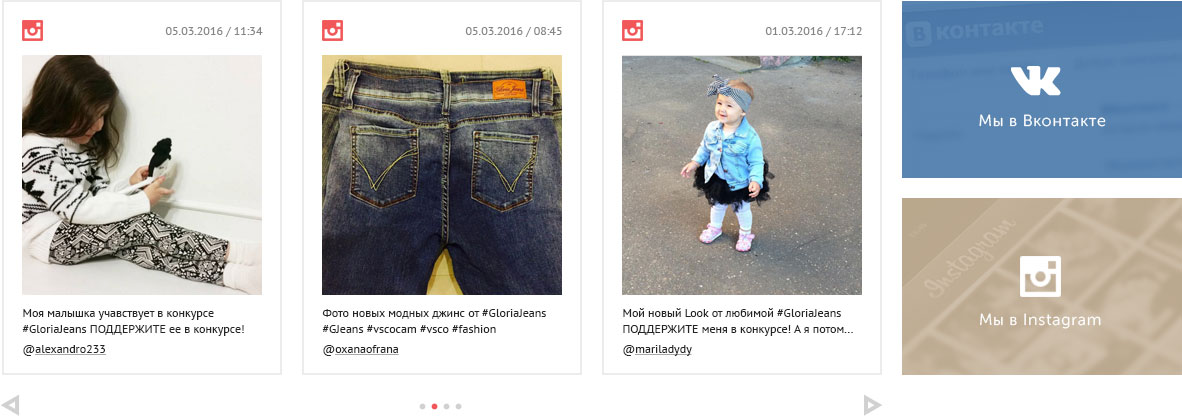 05.03.2016 / 11:34
Моя малышка учавствует в конкурсе
#GloriaJeans ПОДДЕРЖИТЕ ее в конкурсе!
@alexandro233
05.03.2016 / 08:45
Фото новых модных джинс от #GloriaJeans
#GJeans #vscocam #vsco #fashion
@oxanaofrana
01.03.2016 / 17:12
Мой новый Look от любимой #GloriaJeans
ПОДДЕРЖИТЕ меня в конкурсе! А я потом...
@mariladydy
В контакте
Мы в Вконтакте
Instagram
Мы в Instagram